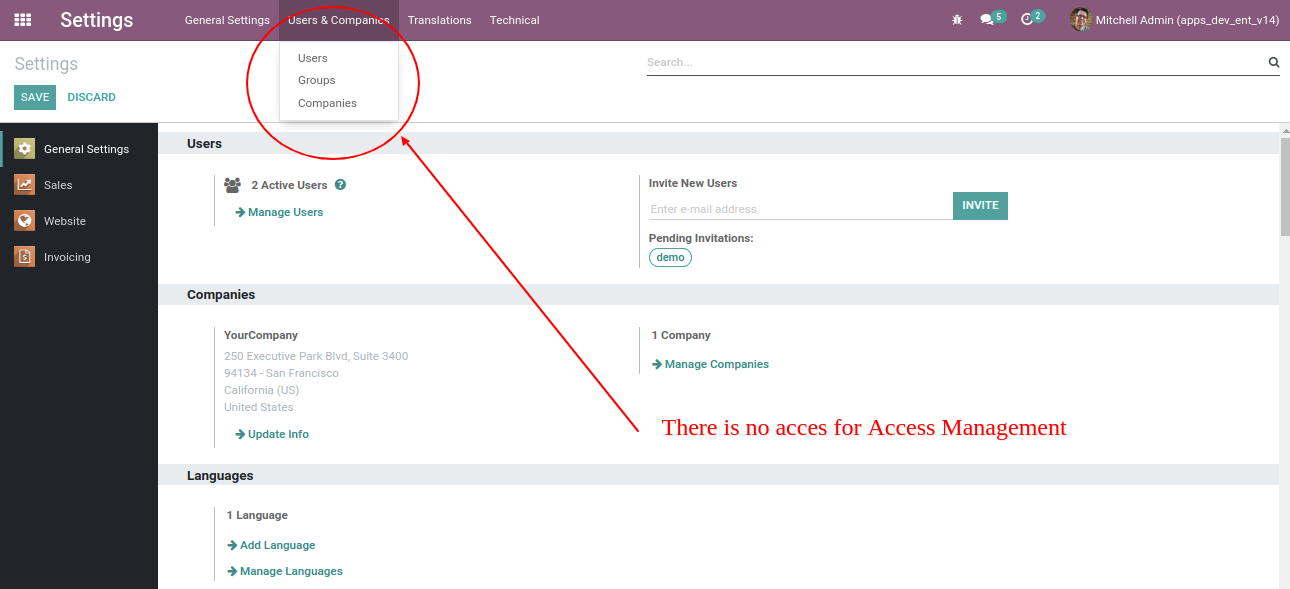 Settings General Settings Users & Companies Translations Technical 5 2 Mitchell Admin (apps_dev_ent_v14)
Users
Groups
Companies
Settings
Search...
SAVE DISCARD
General Settings
Sales
Website
Invoicing
Users
2 Active Users ?
Manage Users
Invite New Users
Enter e-mail address INVITE
Pending Invitations:
demo
Companies
YourCompany
250 Executive Park Blvd, Suite 3400
94134 - San Francisco
California (US)
United States
Update Info
1 Company
Manage Companies
There is no acces for Access Management
Languages
1 Language
Add Language
Manage Languages